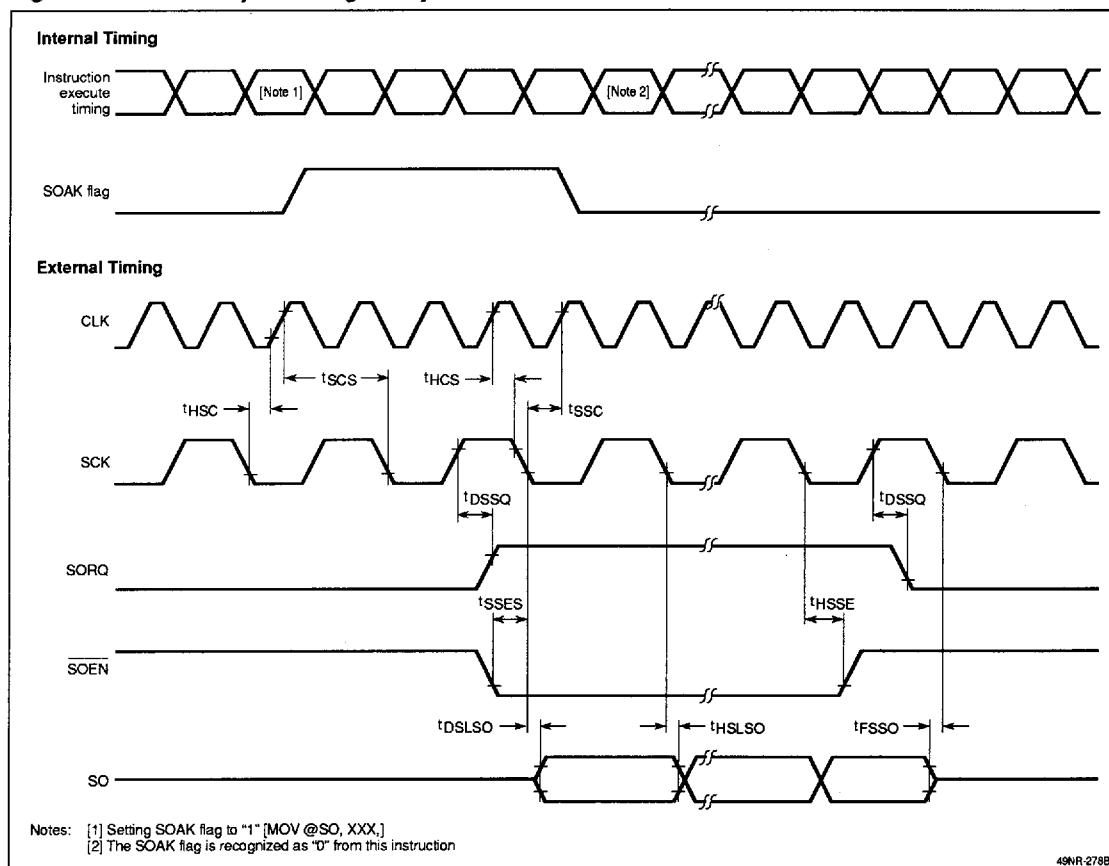 Internal Timing
Instruction
execute
timing
[Note 1]
[Note 2]
SOAK flag
External Timing
CLK
tSCS
tHCS
tHSC
tSSC
SCK
tDSSQ
tDSSQ
SORQ
tSSES
tHSSE
SOEN
tDSLSO
tHSLSO
tFSSO
SO
Notes: [1] Setting SOAK flag to "1" [MOV @SO, XXX,]
[2] The SOAK flag is recognized as "0" from this instruction
49NR-278B